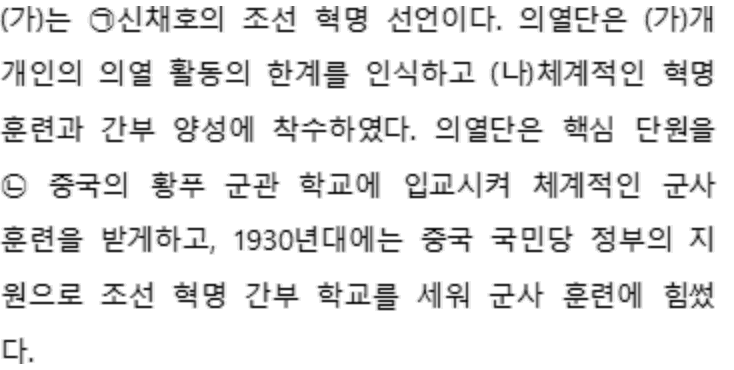 (가)는 ㉠신채호의 조선 혁명 선언이다. 의열단은 (가)개
개인의 의열 활동의 한계를 인식하고 (나)체계적인 혁명
훈련과 간부 양성에 착수하였다. 의열단은 핵심 단원을
㉡ 중국의 황푸 군관 학교에 입교시켜 체계적인 군사
훈련을 받게하고, 1930년대에는 중국 국민당 정부의 지
원으로 조선 혁명 간부 학교를 세워 군사 훈련에 힘썼
다.